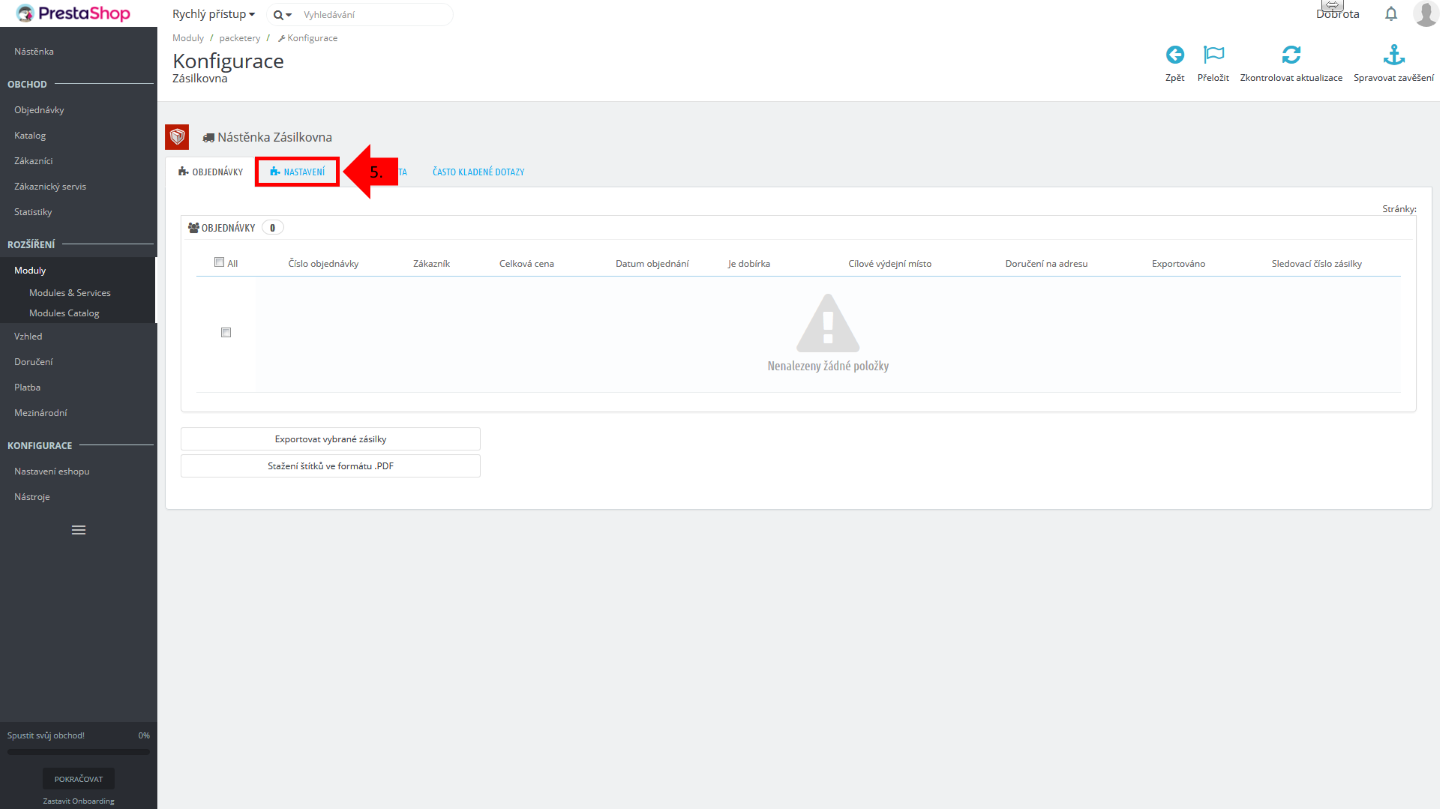 PrestaShop
Rychlý přístup
Vyhledávání
Dobrota
Moduly / packetery / Konfigurace
Konfigurace
Zásilkovna
Zpět
Přeložit
Zkontrolovat aktualizace
Spravovat zavěšení
Nástěnka
OBCHOD
Objednávky
Katalog
Zákazníci
Zákaznický servis
Statistiky
ROZŠÍŘENÍ
Moduly
Modules & Services
Modules Catalog
Vzhled
Doručení
Platba
Mezinárodní
KONFIGURACE
Nastavení eshopu
Nástroje
Spustit svůj obchod! 0%
POKRAČOVAT
Zastavit Onboarding
Nástěnka Zásilkovna
OBJEDNÁVKY
NASTAVENÍ
5.
TA
ČASTO KLADENÉ DOTAZY
Stránky:
OBJEDNÁVKY 0
All
Číslo objednávky
Zákazník
Celková cena
Datum objednání
Je dobírka
Cílové výdejní místo
Doručení na adresu
Exportováno
Sledovací číslo zásilky
Nenalezeny žádné položky
Exportovat vybrané zásilky
Stažení štítků ve formátu .PDF